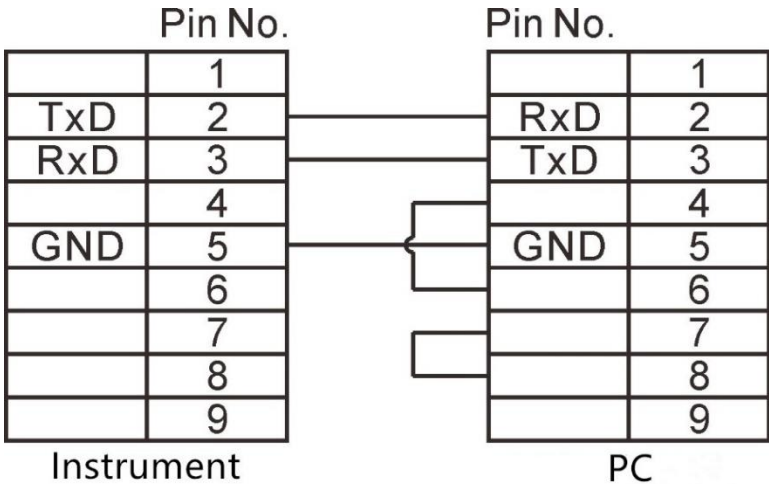 Pin No. Pin No.
1 1
TxD 2 RxD 2
RxD 3 TxD 3
4 4
GND 5 GND 5
6 6
7 7
8 8
9 9
Instrument PC